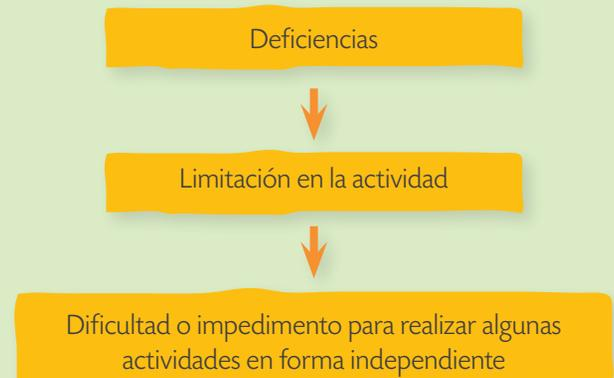 Deficiencias
Limitación en la actividad
Dificultad o impedimento para realizar algunas
actividades en forma independiente